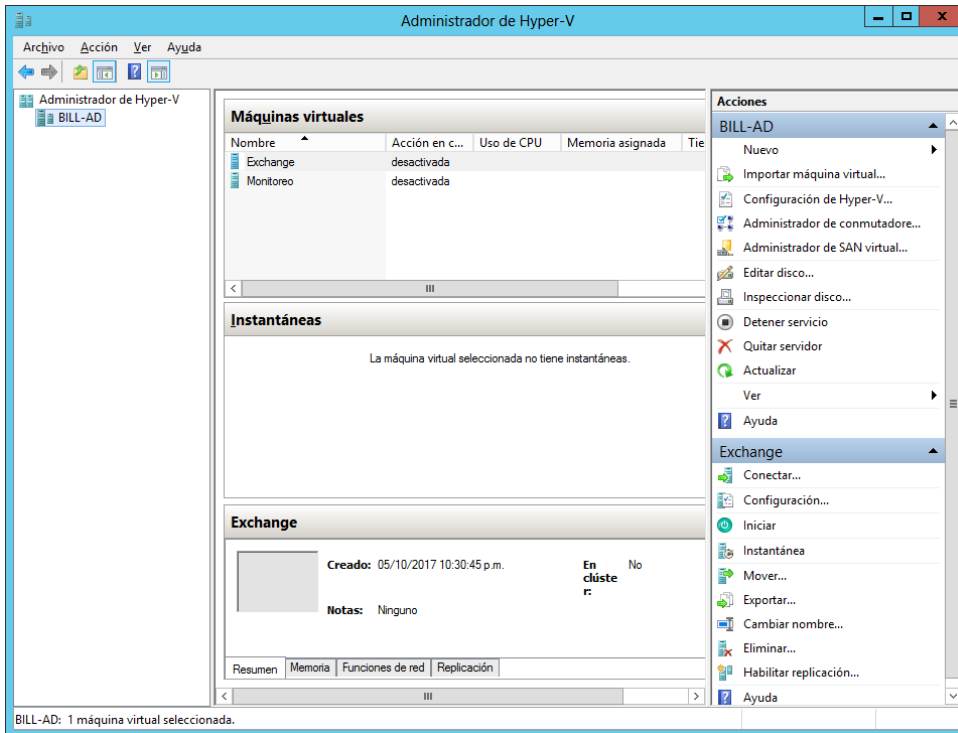 Administrador de Hyper-V
Archivo Acción Ver Ayuda
Administrador de Hyper-V
BILL-AD
Máquinas virtuales
Nombre Acción en c... Uso de CPU Memoria asignada Tie
Exchange desactivada
Monitoreo desactivada
Instantáneas
La máquina virtual seleccionada no tiene instantáneas.
Exchange
Creado: 05/10/2017 10:30:45 p.m. En clúste r: No
Notas: Ninguno
Resumen Memoria Funciones de red Replicación
Acciones
BILL-AD
Nuevo
Importar máquina virtual...
Configuración de Hyper-V...
Administrador de conmutadore...
Administrador de SAN virtual...
Editar disco...
Inspeccionar disco...
Detener servicio
Quitar servidor
Actualizar
Ver
Ayuda
Exchange
Conectar...
Configuración...
Iniciar
Instantánea
Mover...
Exportar...
Cambiar nombre...
Eliminar...
Habilitar replicación...
Ayuda
BILL-AD: 1 máquina virtual seleccionada.